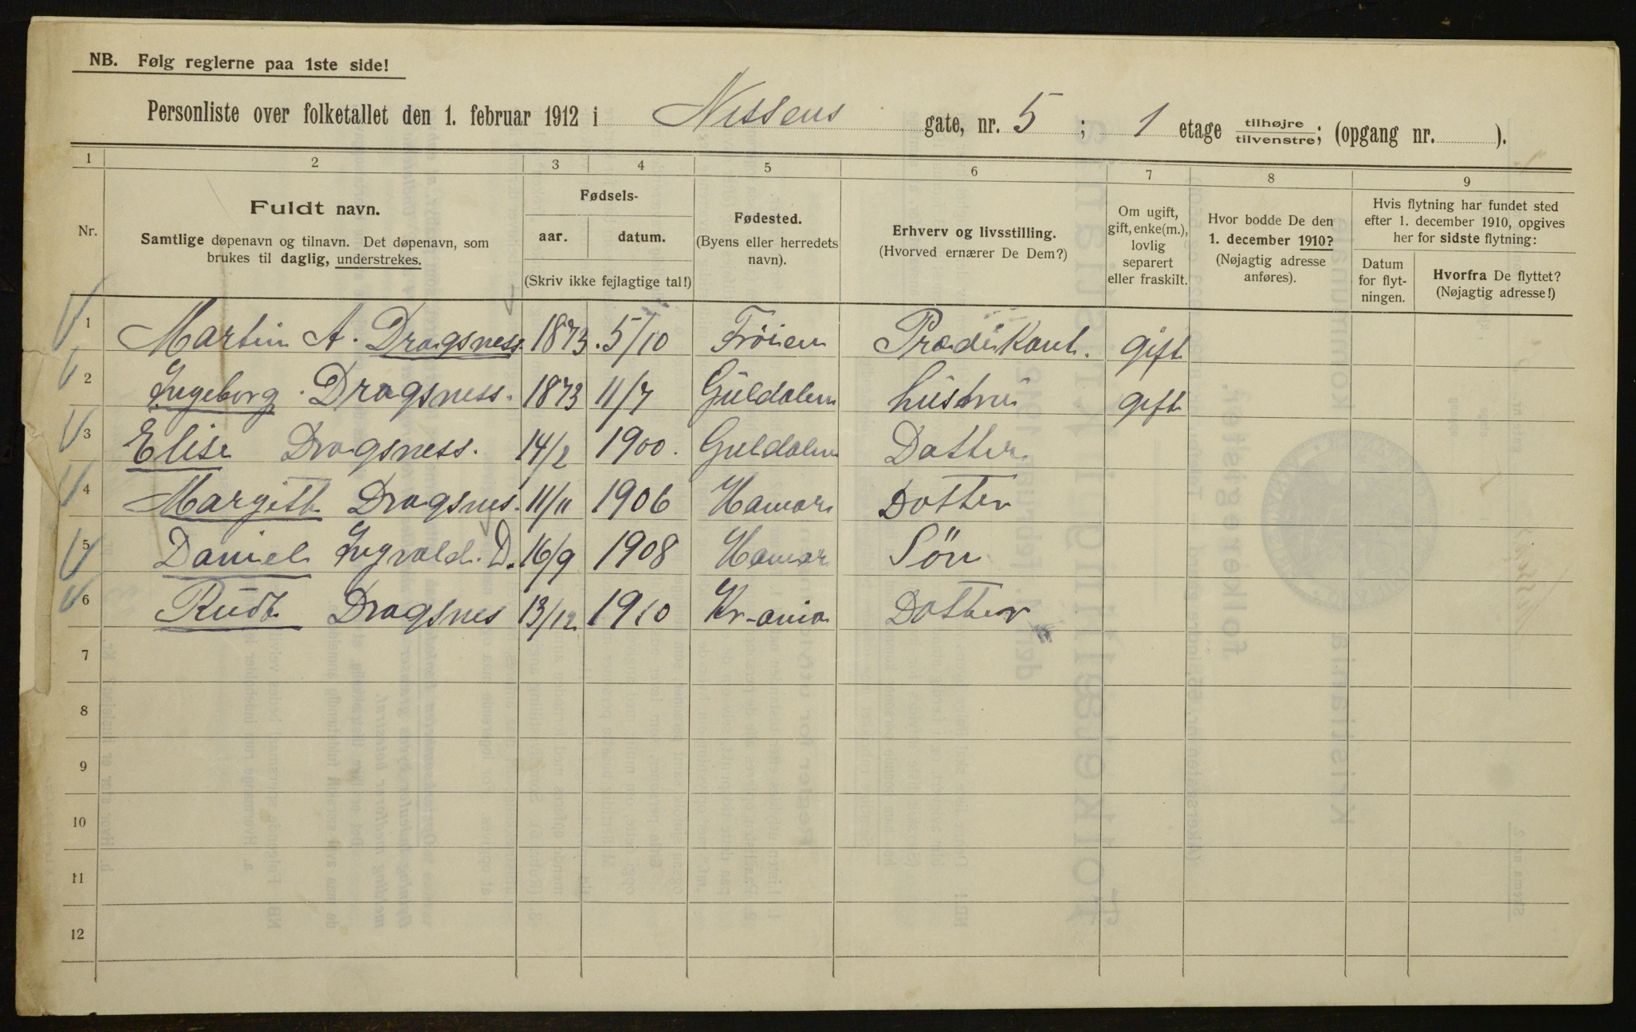 NB. Følg reglerne paa 1ste side!
Personliste over folketallet den 1. februar 1912 i Nissens gate, nr. 5 ; 1 etage tilhøjre tilvenstre; (opgang nr. ).
1 2 3 4 5 6 7 8 9
Nr.
Fuldt navn.
Samtlige døpenavn og tilnavn. Det døpenavn, som
brukes til daglig, understrekes.
Fødsels-
aar. datum.
(Skriv ikke fejlagtige tal!)
Fødested.
(Byens eller herredets
navn).
Erhverv og livsstilling.
(Hvorved ernærer De Dem?)
Om ugift,
gift, enke(m.),
lovlig
separert
eller fraskilt.
Hvor bodde De den
1. december 1910?
(Nøjagtig adresse
anføres).
Hvis flytning har fundet sted
efter 1. december 1910, opgives
her for sidste flytning:
Datum
for flyt-
ningen.
Hvorfra De flyttet?
(Nøjagtig adresse!)
1 Martin A. Dragsness. 1873. 5/10 Fröien Prædikant. gift
2 Ingeborg Dragsness. 1873 11/7 Guldalen hustru gift
3 Elise Dragsness. 14/2 1900. Guldalen Datter
4 Margith Dragsnes. 11/11 1906 Hamar Dotter
5 Daniel Ingvald. D. 16/9 1908 Hamar Sön
6 Rudt Dragsnes 13/12 1910 Kr-ania Dotter
7
8
9
10
11
12